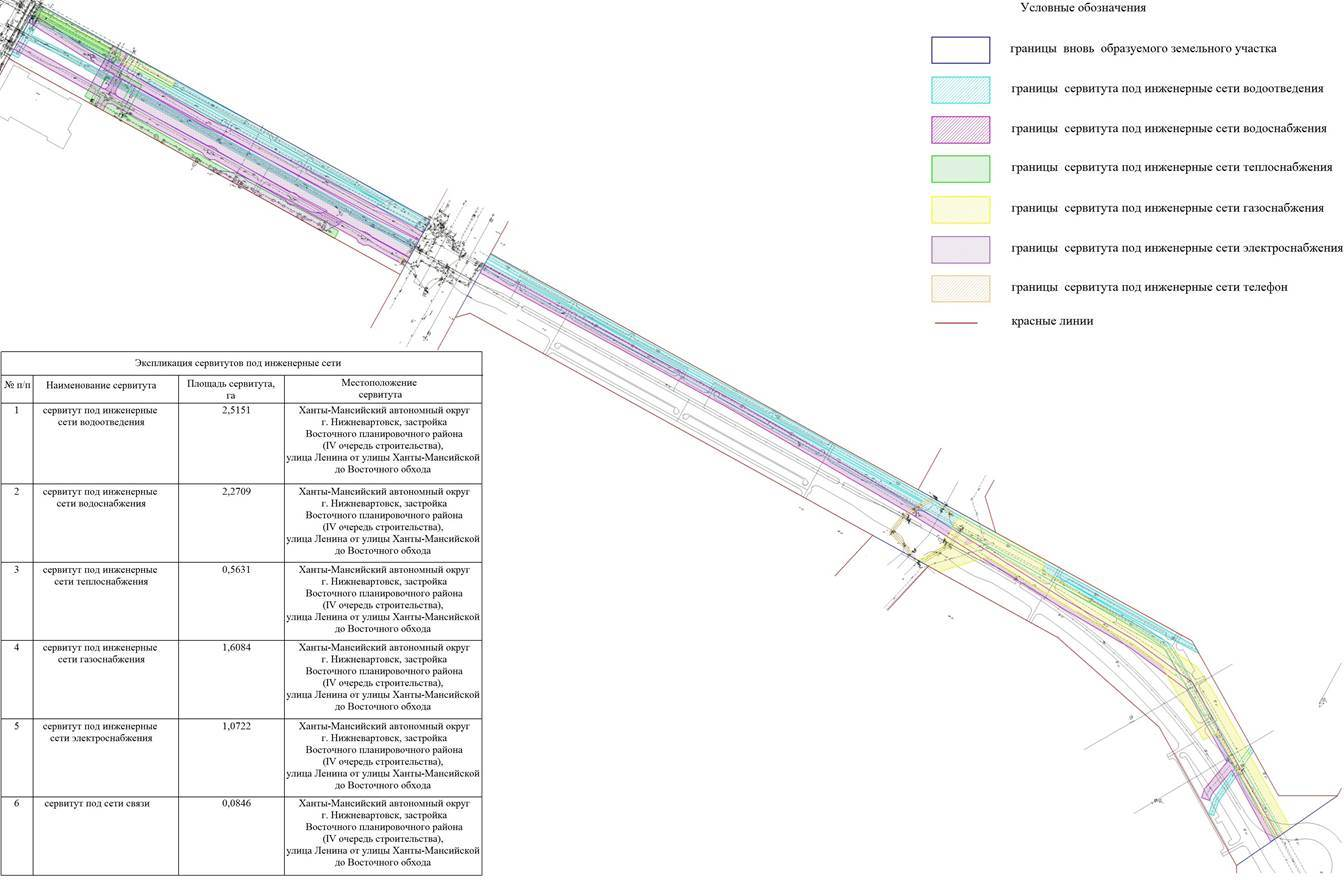 Условные обозначения
границы вновь образуемого земельного участка
границы сервитута под инженерные сети водоотведения
границы сервитута под инженерные сети водоснабжения
границы сервитута под инженерные сети теплоснабжения
границы сервитута под инженерные сети газоснабжения
границы сервитута под инженерные сети электроснабжения
границы сервитута под инженерные сети телефон
красные линии
Экспликация сервитутов под инженерные сети
№ п/п Наименование сервитута Площадь сервитута, га Местоположение сервитута
1 сервитут под инженерные 2,5151 Ханты-Мансийский автономный округ
сети водоотведения г. Нижневартовск, застройка
Восточного планировочного района
(IV очередь строительства),
улица Ленина от улицы Ханты-Мансийской
до Восточного обхода
2 сервитут под инженерные 2,2709 Ханты-Мансийский автономный округ
сети водоснабжения г. Нижневартовск, застройка
Восточного планировочного района
(IV очередь строительства),
улица Ленина от улицы Ханты-Мансийской
до Восточного обхода
3 сервитут под инженерные 0,5631 Ханты-Мансийский автономный округ
сети теплоснабжения г. Нижневартовск, застройка
Восточного планировочного района
(IV очередь строительства),
улица Ленина от улицы Ханты-Мансийской
до Восточного обхода
4 сервитут под инженерные 1,6084 Ханты-Мансийский автономный округ
сети газоснабжения г. Нижневартовск, застройка
Восточного планировочного района
(IV очередь строительства),
улица Ленина от улицы Ханты-Мансийской
до Восточного обхода
5 сервитут под инженерные 1,0722 Ханты-Мансийский автономный округ
сети электроснабжения г. Нижневартовск, застройка
Восточного планировочного района
(IV очередь строительства),
улица Ленина от улицы Ханты-Мансийской
до Восточного обхода
6 сервитут под сети связи 0,0846 Ханты-Мансийский автономный округ
г. Нижневартовск, застройка
Восточного планировочного района
(IV очередь строительства),
улица Ленина от улицы Ханты-Мансийской
до Восточного обхода